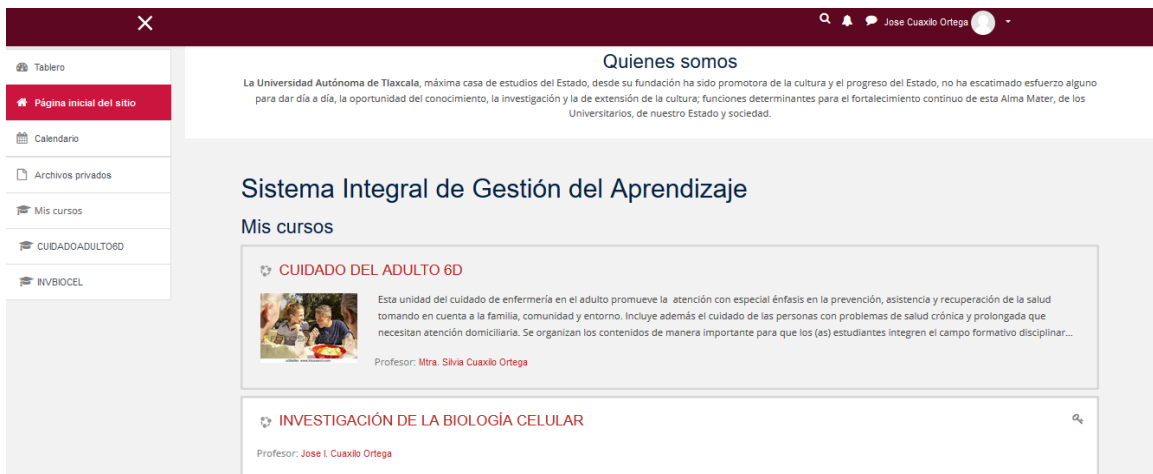 Jose Cuaxilo Ortega
Tablero
Página inicial del sitio
Calendario
Archivos privados
Mis cursos
CUIDADOADULTO6D
INVBIOCEL
Quienes somos
La Universidad Autónoma de Tlaxcala, máxima casa de estudios del Estado, desde su fundación ha sido promotora de la cultura y el progreso del Estado, no ha escatimado esfuerzo alguno
para dar día a día, la oportunidad del conocimiento, la investigación y la de extensión de la cultura; funciones determinantes para el fortalecimiento continuo de esta Alma Mater, de los
Universitarios, de nuestro Estado y sociedad.
Sistema Integral de Gestión del Aprendizaje
Mis cursos
CUIDADO DEL ADULTO 6D
Esta unidad del cuidado de enfermería en el adulto promueve la atención con especial énfasis en la prevención, asistencia y recuperación de la salud
tomando en cuenta a la familia, comunidad y entorno. Incluye además el cuidado de las personas con problemas de salud crónica y prolongada que
necesitan atención domiciliaria. Se organizan los contenidos de manera importante para que los (as) estudiantes integren el campo formativo disciplinar...
Profesor: Mtra. Silvia Cuaxilo Ortega
INVESTIGACIÓN DE LA BIOLOGÍA CELULAR
Profesor: Jose I. Cuaxilo Ortega